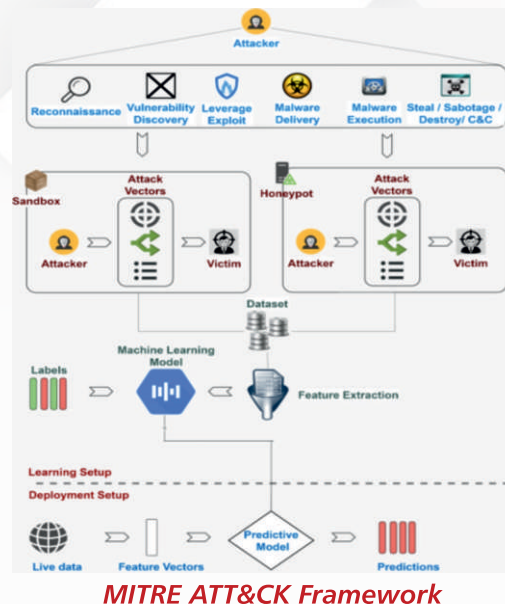 Attacker
Reconnaissance
Vulnerability
Discovery
Leverage
Exploit
Malware
Delivery
Malware
Execution
Steal / Sabotage /
Destroy/ C&C
Sandbox
Attack
Vectors
Attacker
Victim
Honeypot
Attack
Vectors
Attacker
Victim
Dataset
Machine Learning
Model
Labels
Feature Extraction
Learning Setup
Deployment Setup
Live data
Feature Vectors
Predictive
Model
Predictions
MITRE ATT&CK Framework